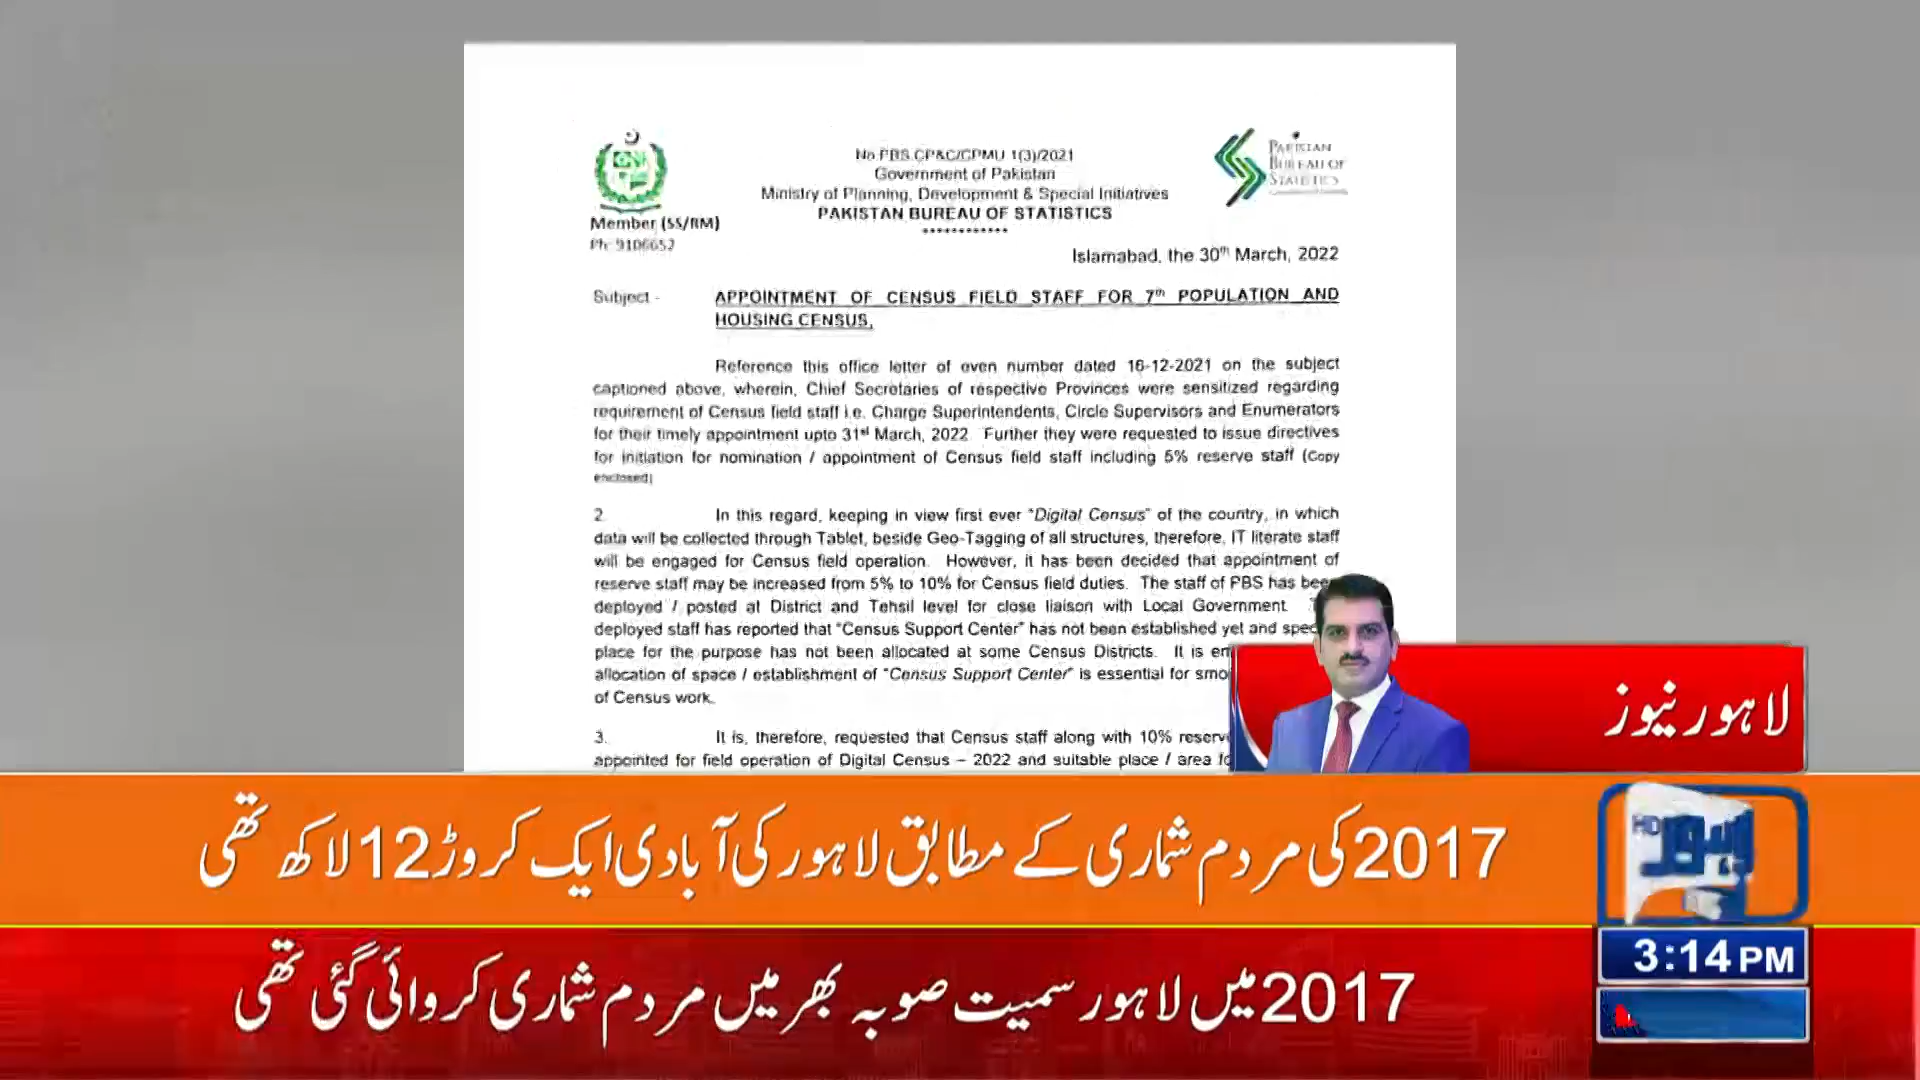 No.PBS.CP&C/CPMU 1(3)/2021
Government of Pakistan
Ministry of Planning, Development & Special Initiatives
PAKISTAN BUREAU OF STATISTICS
************
PAKISTAN
BUREAU OF
STATISTICS
Member (SS/RM)
Ph: 9106652
Islamabad, the 30th March, 2022
Subject:- APPOINTMENT OF CENSUS FIELD STAFF FOR 7th POPULATION AND
HOUSING CENSUS.
Reference this office letter of even number dated 16-12-2021 on the subject
captioned above, wherein, Chief Secretaries of respective Provinces were sensitized regarding
requirement of Census field staff i.e. Charge Superintendents, Circle Supervisors and Enumerators
for their timely appointment upto 31st March, 2022. Further they were requested to issue directives
for initiation for nomination / appointment of Census field staff including 5% reserve staff (Copy
enclosed)
2. In this regard, keeping in view first ever "Digital Census" of the country, in which
data will be collected through Tablet, beside Geo-Tagging of all structures, therefore, IT literate staff
will be engaged for Census field operation. However, it has been decided that appointment of
reserve staff may be increased from 5% to 10% for Census field duties. The staff of PBS has been
deployed / posted at District and Tehsil level for close liaison with Local Government.
deployed staff has reported that "Census Support Center" has not been established yet and spec
place for the purpose has not been allocated at some Census Districts. It is em
allocation of space / establishment of "Census Support Center" is essential for smo
of Census work.
3. It is, therefore, requested that Census staff along with 10% reserve
appointed for field operation of Digital Census – 2022 and suitable place / area fo
لاہور نیوز
2017 کی مردم شماری کے مطابق لاہور کی آبادی ایک کروڑ 12 لاکھ تھی
لاہور
HD
3:14 PM
2017 میں لاہور سمیت صوبہ بھر میں مردم شماری کروائی گئی تھی